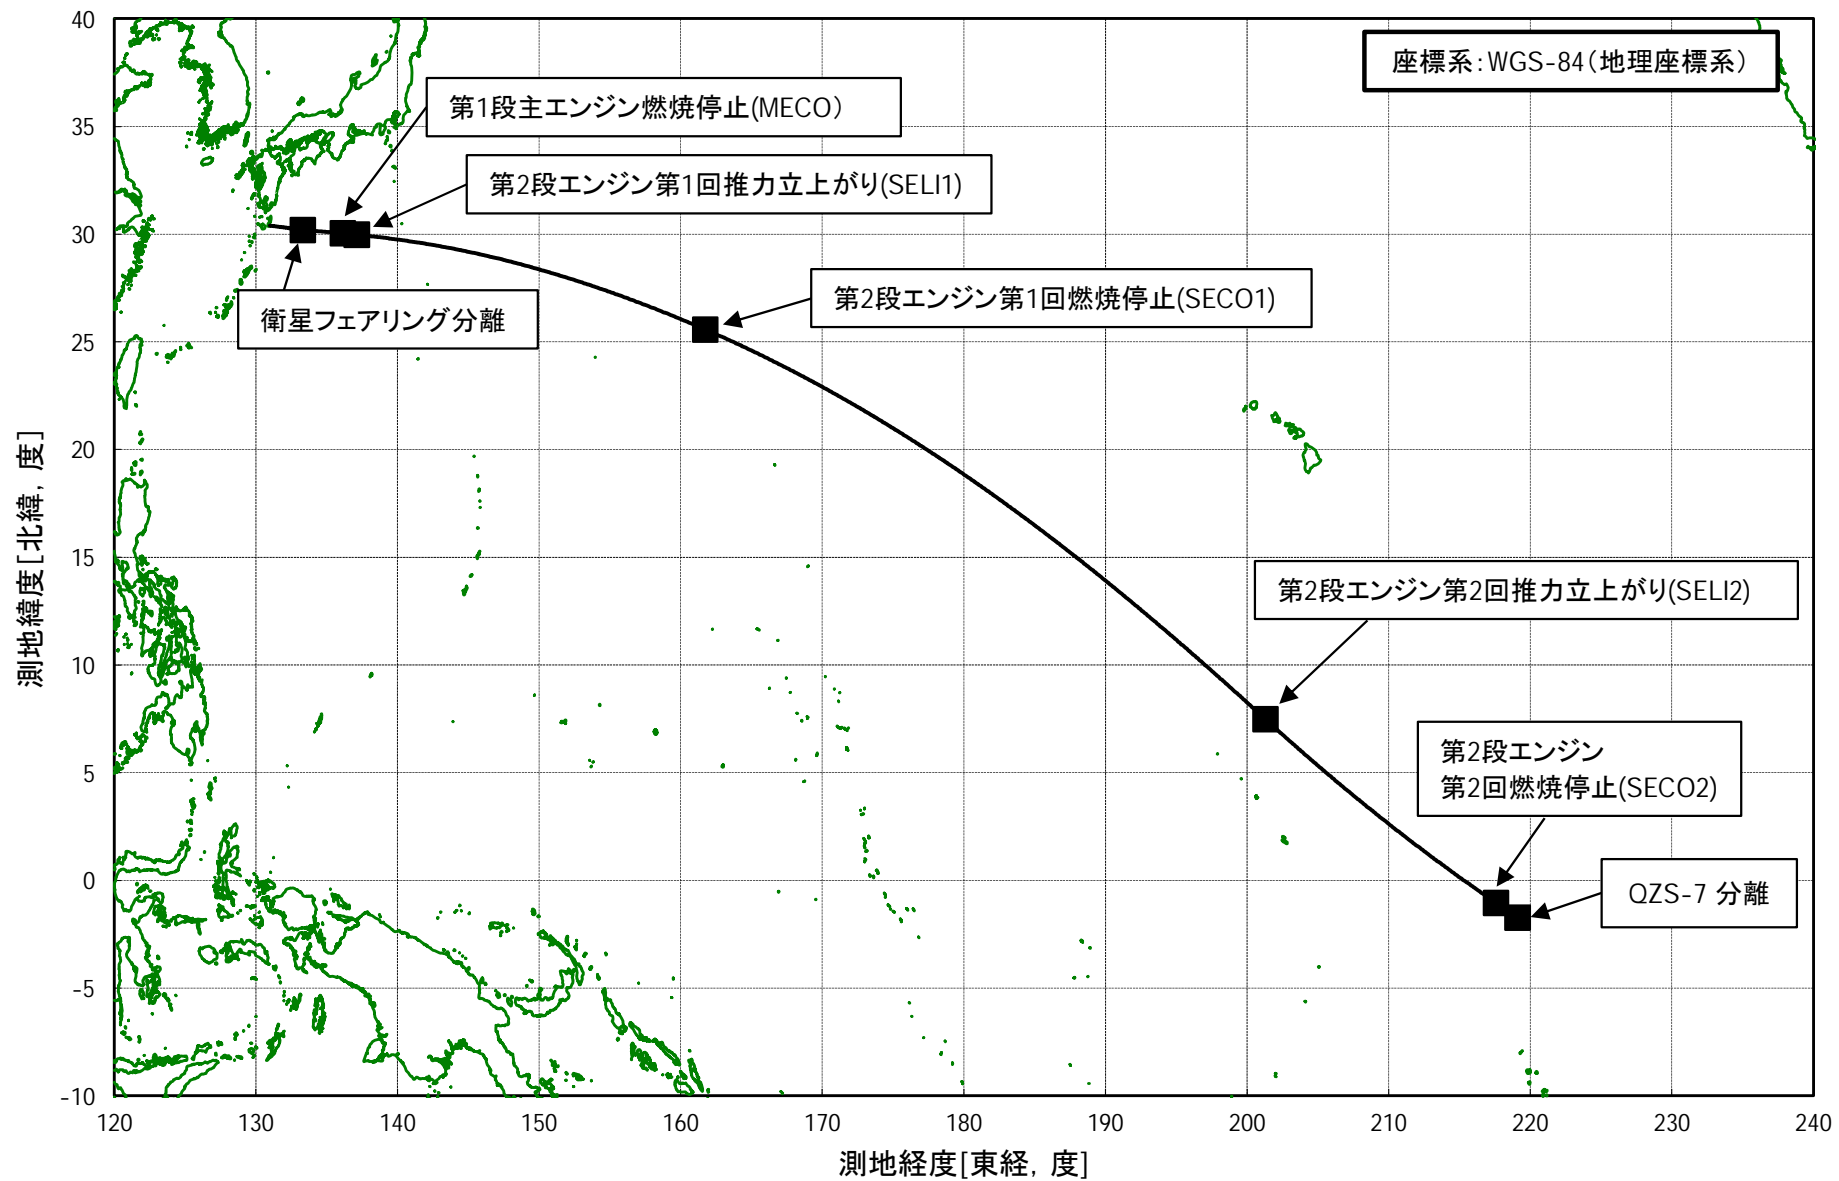 座標系:WGS-84(地理座標系)
第1段主エンジン燃焼停止(MECO)
第2段エンジン第1回推力立上がり(SELI1)
衛星フェアリング分離
第2段エンジン第1回燃焼停止(SECO1)
第2段エンジン第2回推力立上がり(SELI2)
第2段エンジン
第2回燃焼停止(SECO2)
QZS-7 分離
測地緯度[北緯, 度]
40
35
30
25
20
15
10
5
0
-5
-10
120 130 140 150 160 170 180 190 200 210 220 230 240
測地経度[東経, 度]